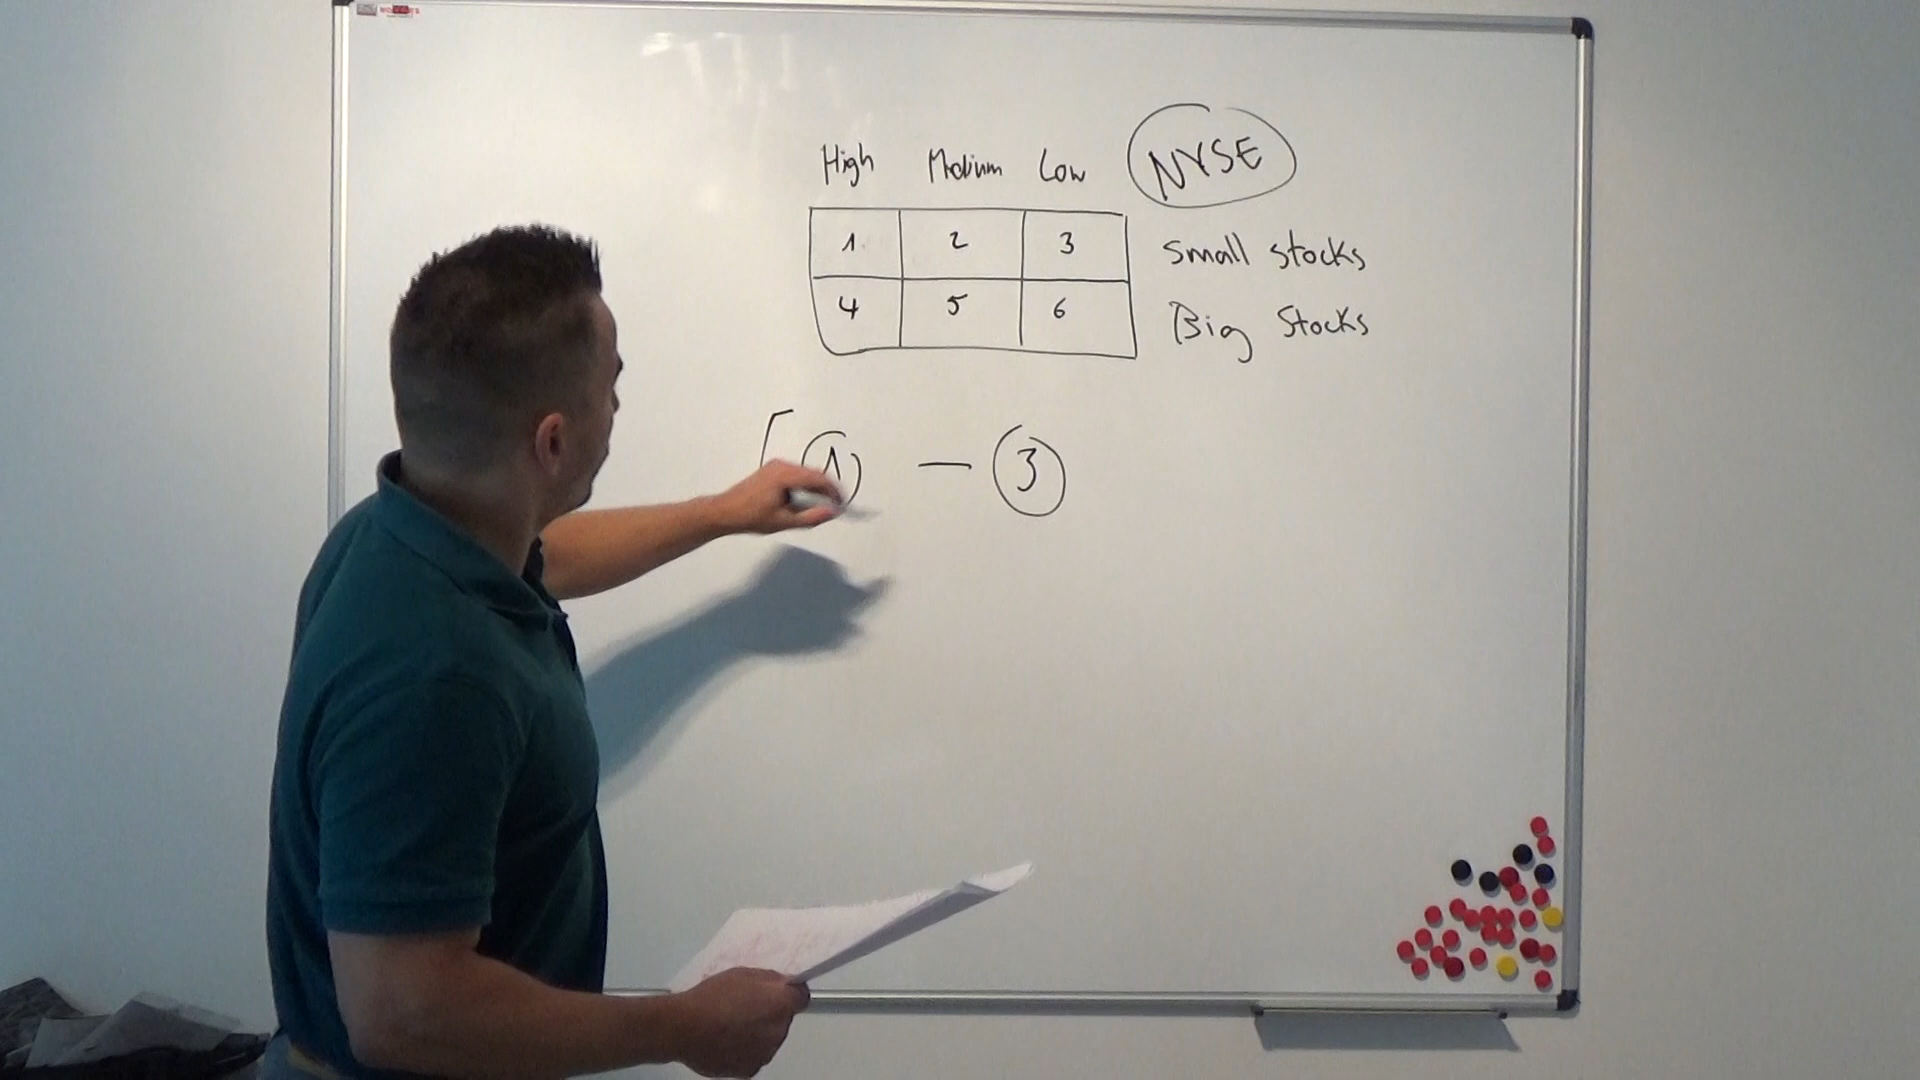 High Medium Low NYSE
1 2 3 small stocks
4 5 6 Big Stocks
[ 1 — 3